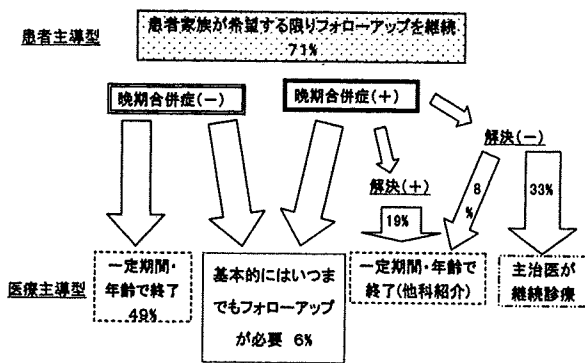 患者主導型
患者家族が希望する限りフォローアップを継続
71%
晩期合併症(－)
晩期合併症(＋)
解決(－)
解決(＋)
8
%
33%
19%
医療主導型
一定期間・
年齢で終了
49%
基本的にはいつま
でもフォローアップ
が必要 6%
一定期間・年齢で
終了(他科紹介)
主治医が
継続診療